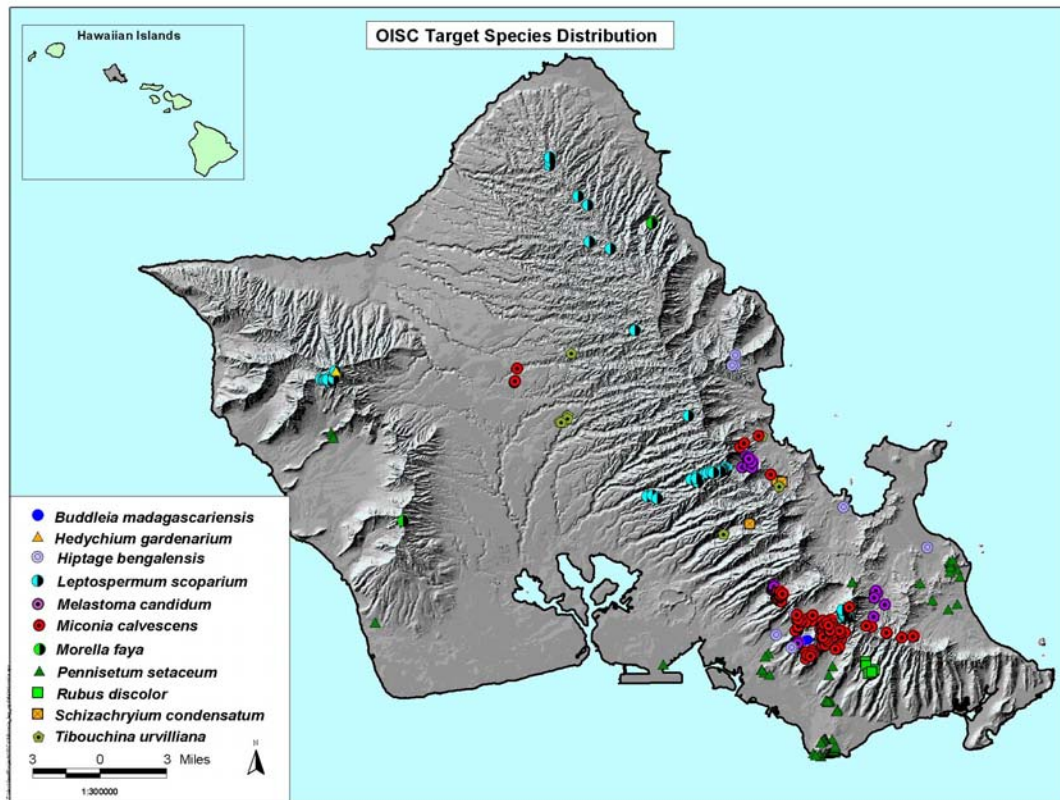 Hawaiian Islands
OISC Target Species Distribution
Buddleia madagascariensis
Hedychium gardenarium
Hiptage bengalensis
Leptospermum scoparium
Melastoma candidum
Miconia calvescens
Morella faya
Pennisetum setaceum
Rubus discolor
Schizachryium condensatum
Tibouchina urvilliana
N
3 0 3 Miles
1:300000